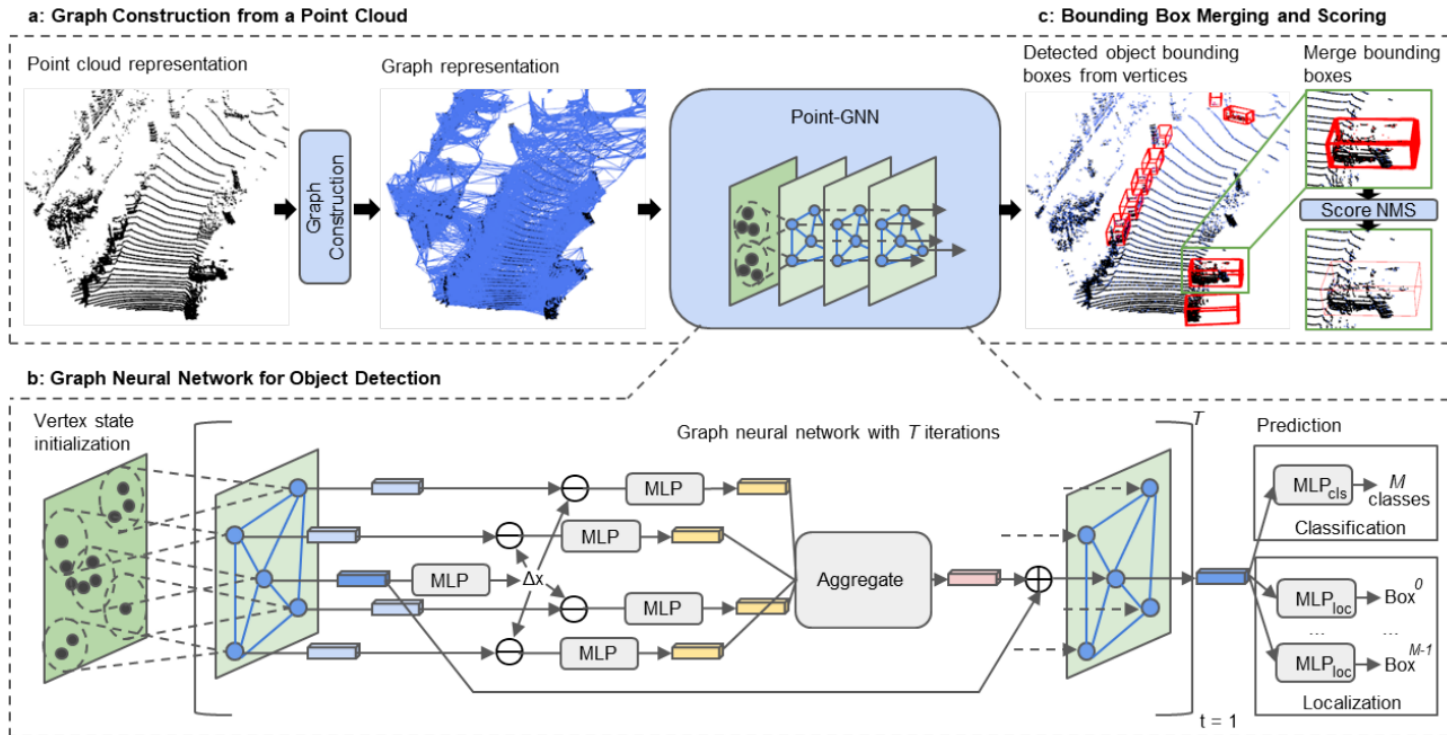 a: Graph Construction from a Point Cloud
c: Bounding Box Merging and Scoring
Point cloud representation
Graph representation
Graph
Construction
Point-GNN
Detected object bounding
boxes from vertices
Merge bounding
boxes
Score NMS
b: Graph Neural Network for Object Detection
Vertex state
initialization
Graph neural network with T iterations
MLP
MLP
MLP
Δx
MLP
MLP
Aggregate
T
t = 1
Prediction
MLPcls
M
classes
Classification
MLPloc
Box0
...
...
MLPloc
BoxM-1
Localization